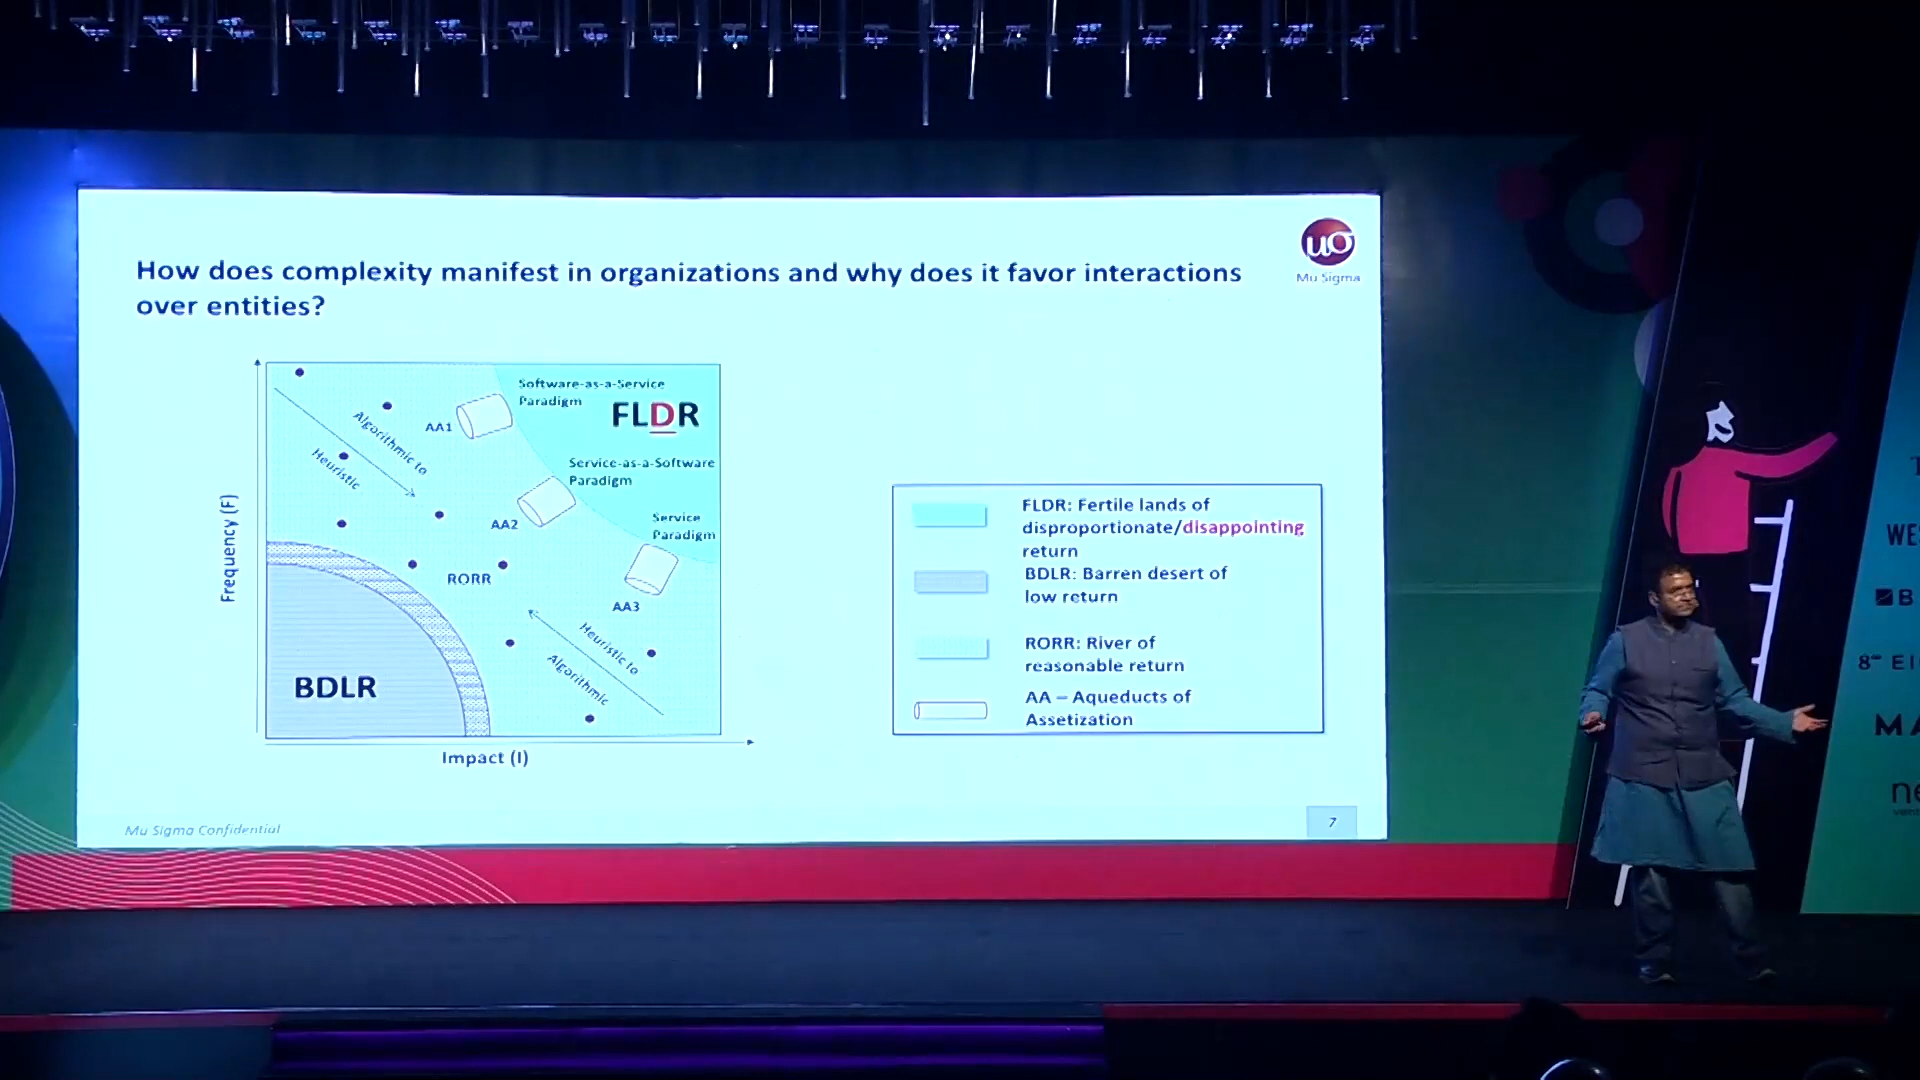 How does complexity manifest in organizations and why does it favor interactions
over entities?
Mu Sigma
Software-as-a-Service
Paradigm
FLDR
AA1
Algorithmic to
Heuristic
Service-as-a-Software
Paradigm
AA2
Service
Paradigm
RORR
AA3
Heuristic to
Algorithmic
BDLR
Frequency (F)
Impact (I)
FLDR: Fertile lands of
disproportionate/disappointing
return
BDLR: Barren desert of
low return
RORR: River of
reasonable return
AA – Aqueducts of
Assetization
Mu Sigma Confidential
7